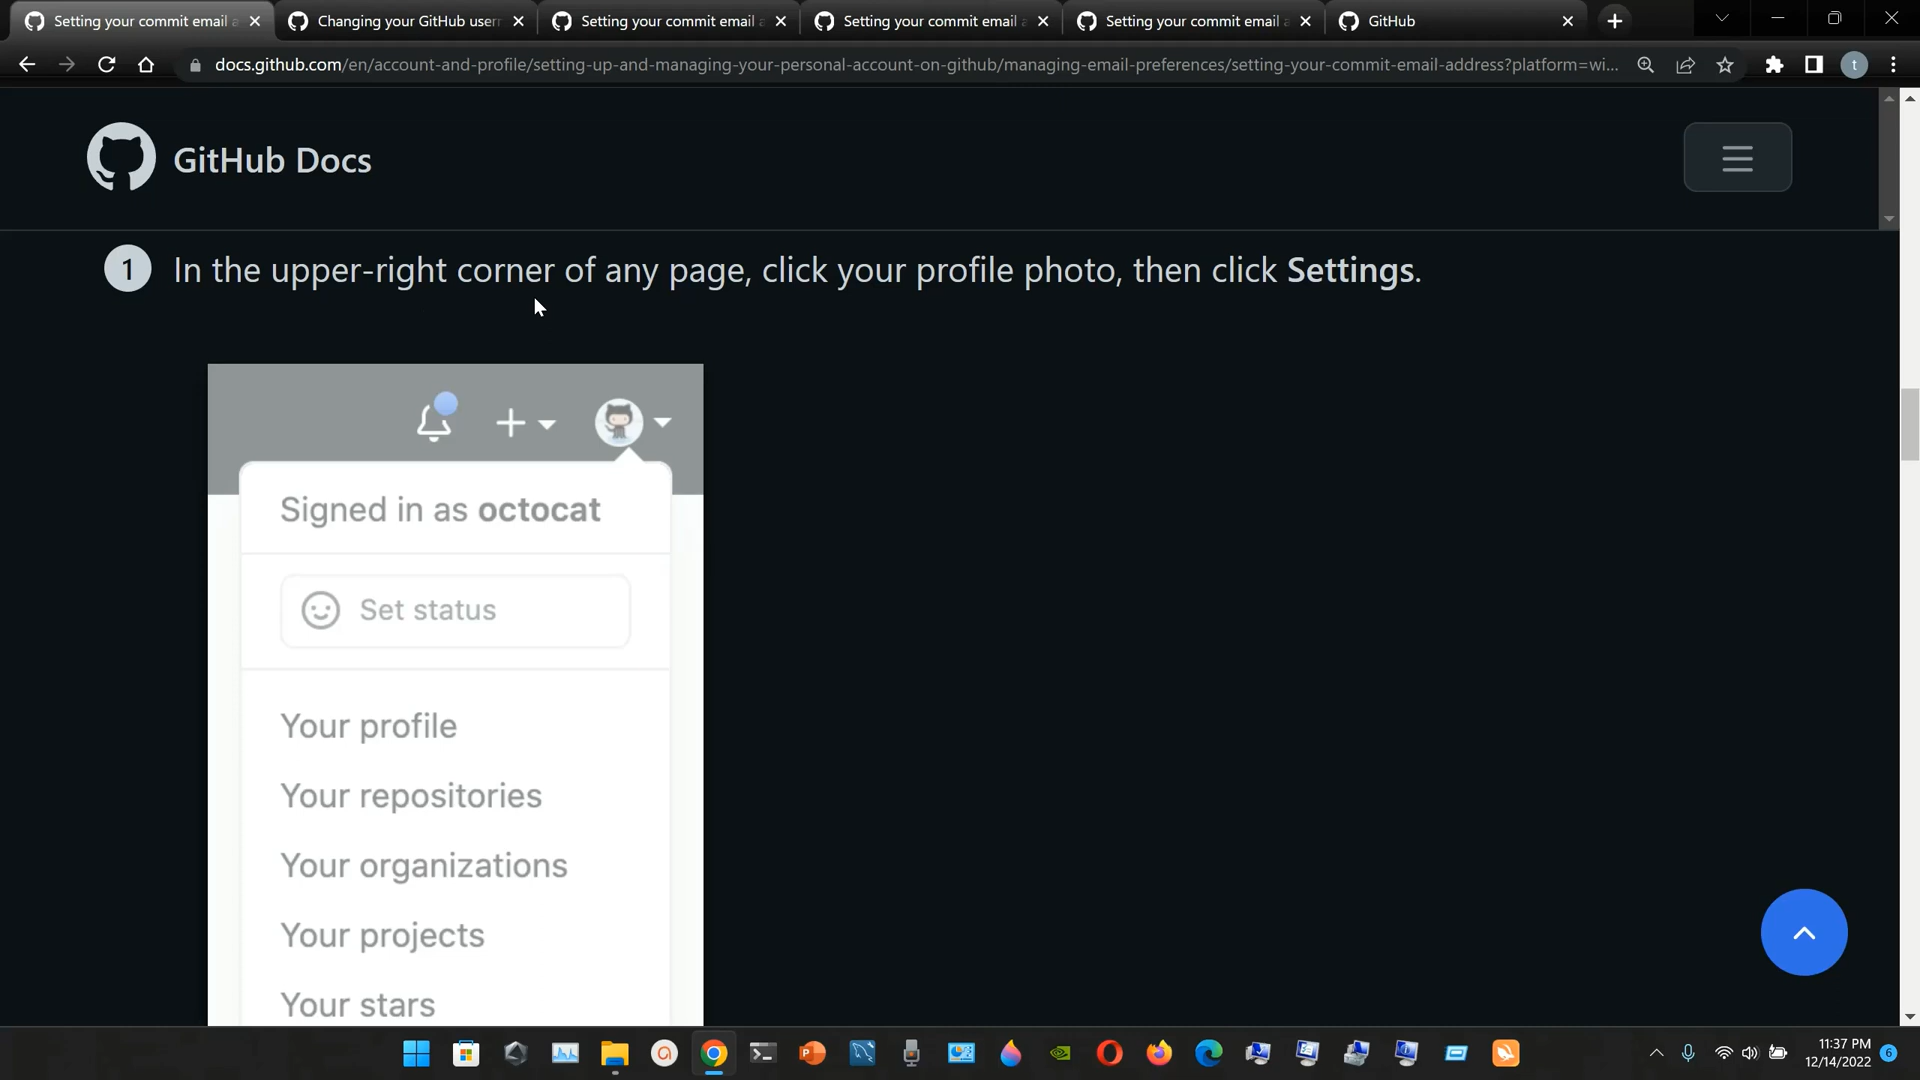 Setting your commit email a
Changing your GitHub usern
Setting your commit email a
Setting your commit email a
Setting your commit email a
GitHub
docs.github.com/en/account-and-profile/setting-up-and-managing-your-personal-account-on-github/managing-email-preferences/setting-your-commit-email-address?platform=wi...
t
GitHub Docs
1 In the upper-right corner of any page, click your profile photo, then click Settings.
Signed in as octocat
Set status
Your profile
Your repositories
Your organizations
Your projects
Your stars
11:37 PM
12/14/2022
6